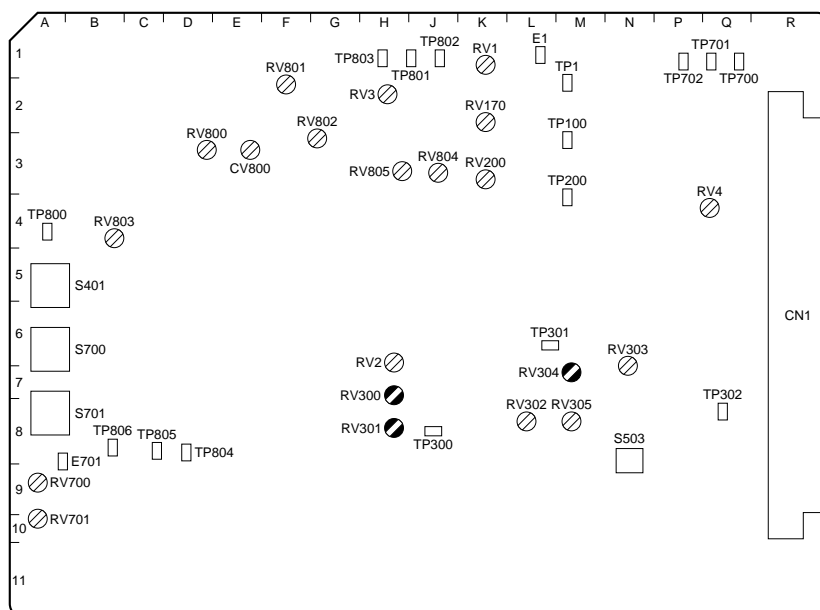 A B C D E F G H J K L M N P Q R
1
TP803
TP802
TP801
RV1
E1
TP1
TP701
TP702
TP700
RV801
RV3
2
RV170
RV802
TP100
RV800
CV800
3
RV805
RV804
RV200
TP200
RV4
TP800
RV803
4
5
S401
CN1
6
S700
TP301
RV2
RV304
RV303
7
RV300
TP302
S701
RV302
RV305
8
RV301
TP300
S503
TP806
TP805
TP804
E701
9
RV700
RV701
10
11